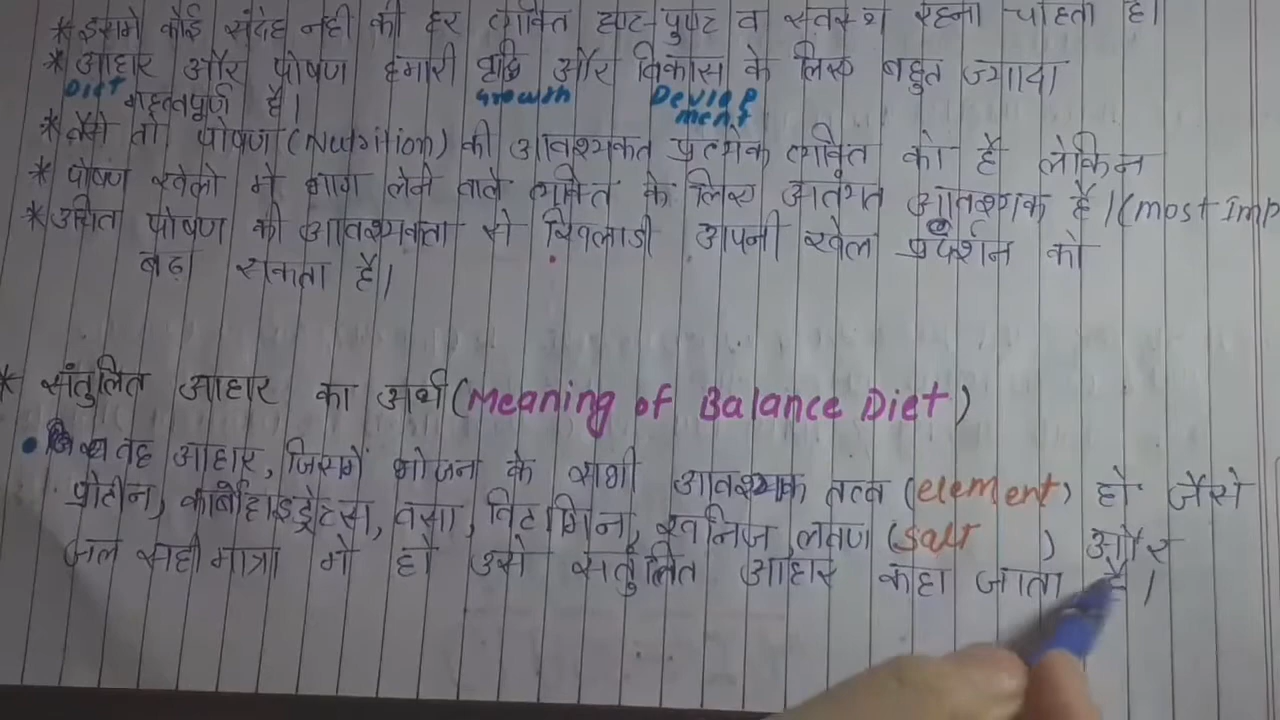 * इसमे कोई संदेह नही की हर व्यक्ति हष्ट-पुष्ट व स्वस्थ रहना चाहता है।
* आहार और पोषण हमारी वृद्धि और विकास के लिए बहुत ज्यादा
Diet Growth Devlop
महत्वपूर्ण है। ment
* वैसे तो पोषण (Nutrition) की आवश्यकत प्रत्येक व्यक्ति को है लेकिन
* पोषण खेलो मे भाग लेने वाले व्यक्ति के लिए अत्यंत आवश्यक है। (most Imp
* उचित पोषण की आवश्यकता से खिलाडी अपनी खेल प्रदर्शन को
बढ़ा सकता है।
* संतुलित आहार का अर्थ (Meaning of Balance Diet)
• वह आहार, जिसमें भोजन के सभी आवश्यक तत्व (element) हो जैसे
प्रोटीन, कार्बोहाइड्रेटस, वसा, विटामिन, खनिज लवण (Salt ) और
जल सही मात्रा मे हो उसे संतुलित आहार कहा जाता है।